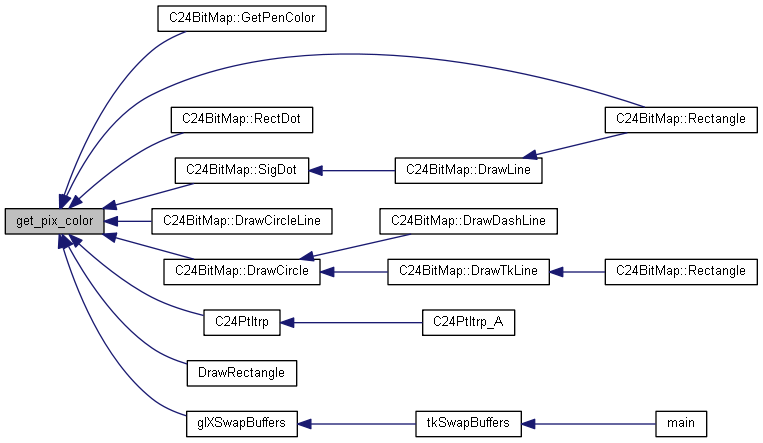 C24BitMap::GetPenColor
C24BitMap::RectDot
C24BitMap::Rectangle
C24BitMap::SigDot
C24BitMap::DrawLine
get_pix_color
C24BitMap::DrawCircleLine
C24BitMap::DrawDashLine
C24BitMap::DrawCircle
C24BitMap::DrawTkLine
C24BitMap::Rectangle
C24PtItrp
C24PtItrp_A
DrawRectangle
glXSwapBuffers
tkSwapBuffers
main